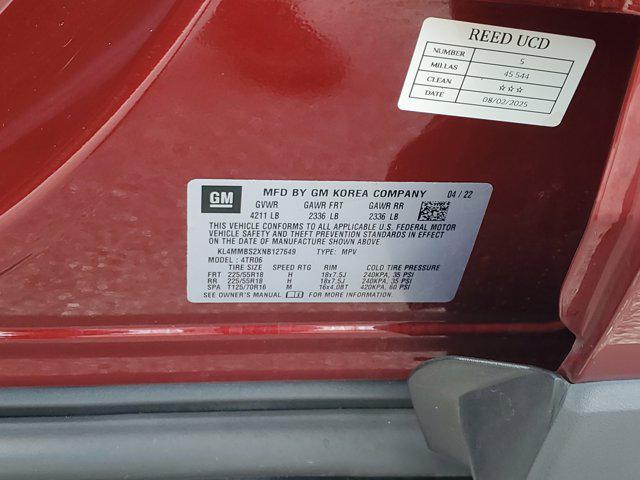 REED UCD
NUMBER 5
MILLAS 45 544
CLEAN ☆☆☆
DATE 08/02/2025
GM MFD BY GM KOREA COMPANY 04 / 22
GVWR GAWR FRT GAWR RR
4211 LB 2336 LB 2336 LB
THIS VEHICLE CONFORMS TO ALL APPLICABLE U.S. FEDERAL MOTOR
VEHICLE SAFETY AND THEFT PREVENTION STANDARDS IN EFFECT
ON THE DATE OF MANUFACTURE SHOWN ABOVE.
KL4MMBS2XNB127649 TYPE: MPV
MODEL : 4TR06
TIRE SIZE SPEED RTG RIM COLD TIRE PRESSURE
FRT 225/55R18 H 18x7.5J 240KPA, 35 PSI
RR 225/55R18 H 18x7.5J 240KPA, 35 PSI
SPA T125/70R16 M 16x4.0BT 420KPA, 60 PSI
SEE OWNER'S MANUAL FOR MORE INFORMATION.